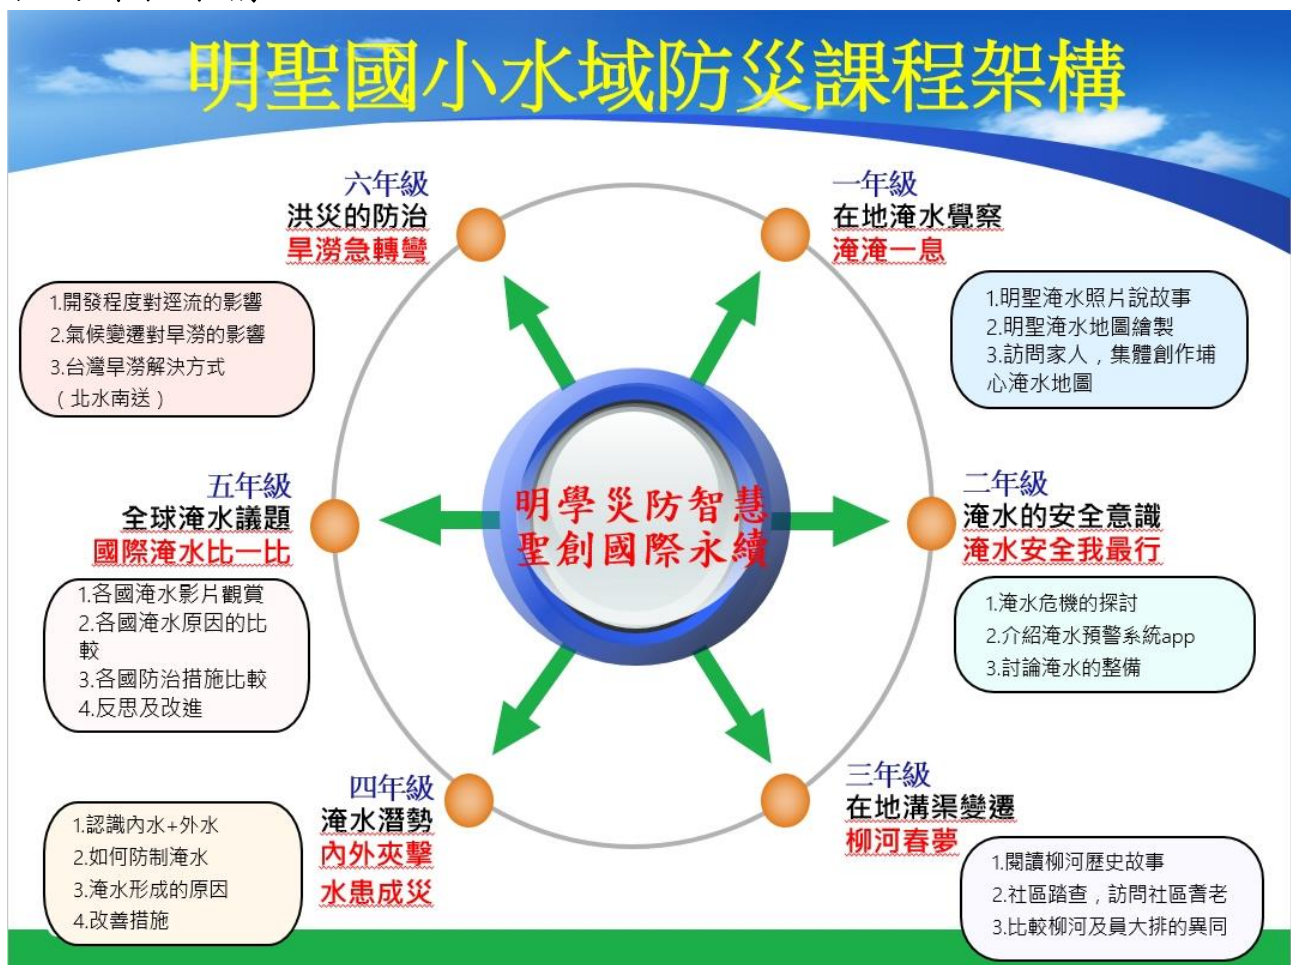 明聖國小水域防災課程架構
一年級
在地淹水覺察
淹淹一息
1.明聖淹水照片說故事
2.明聖淹水地圖繪製
3.訪問家人，集體創作埔
心淹水地圖
二年級
淹水的安全意識
淹水安全我最行
1.淹水危機的探討
2.介紹淹水預警系統app
3.討論淹水的整備
三年級
在地溝渠變遷
柳河春夢
1.閱讀柳河歷史故事
2.社區踏查，訪問社區耆老
3.比較柳河及員大排的異同
四年級
淹水潛勢
內外夾擊
水患成災
1.認識內水+外水
2.如何防制淹水
3.淹水形成的原因
4.改善措施
五年級
全球淹水議題
國際淹水比一比
1.各國淹水影片觀賞
2.各國淹水原因的比
較
3.各國防治措施比較
4.反思及改進
六年級
洪災的防治
旱澇急轉彎
1.開發程度對逕流的影響
2.氣候變遷對旱澇的影響
3.台灣旱澇解決方式
（北水南送）
明學災防智慧
聖創國際永續